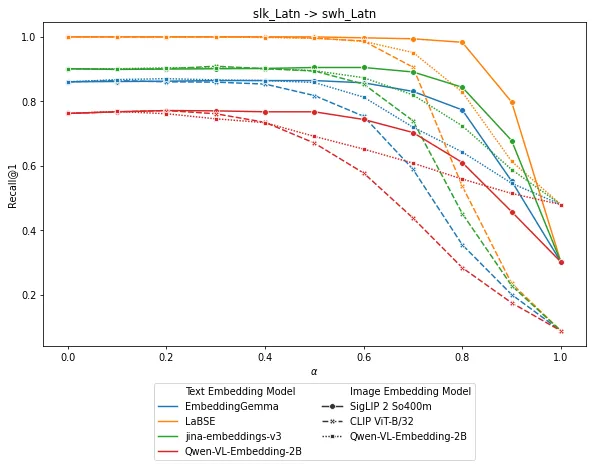 slk_Latn -> swh_Latn
1.0
0.8
0.6
0.4
0.2
Recall@1
0.0 0.2 0.4 0.6 0.8 1.0
α
Text Embedding Model Image Embedding Model
EmbeddingGemma SigLIP 2 So400m
LaBSE CLIP ViT-B/32
jina-embeddings-v3 Qwen-VL-Embedding-2B
Qwen-VL-Embedding-2B